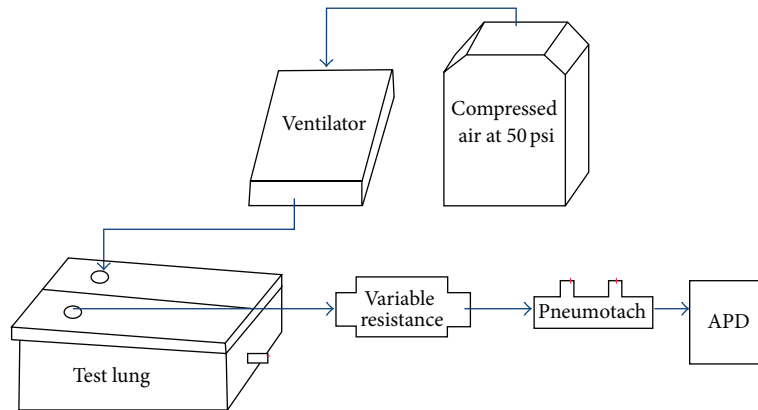 Ventilator
Compressed
air at 50 psi
Variable
resistance
Pneumotach
APD
Test lung